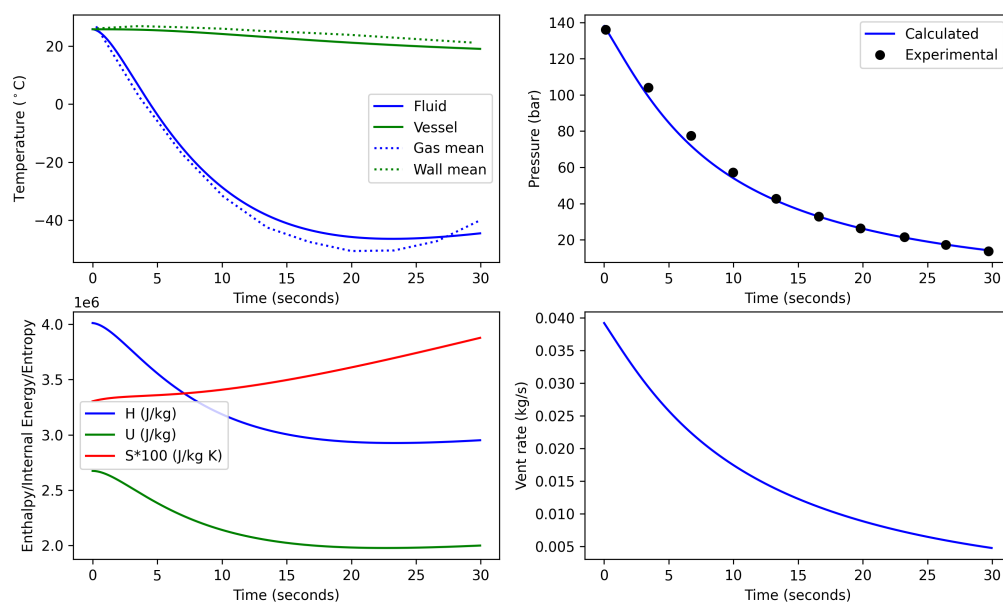 Temperature (°C)
20
0
−20
−40
0 5 10 15 20 25 30
Time (seconds)
Fluid
Vessel
Gas mean
Wall mean
Pressure (bar)
140
120
100
80
60
40
20
0 5 10 15 20 25 30
Time (seconds)
Calculated
Experimental
1e6
Enthalpy/Internal Energy/Entropy
4.0
3.5
3.0
2.5
2.0
0 5 10 15 20 25 30
Time (seconds)
H (J/kg)
U (J/kg)
S*100 (J/kg K)
Vent rate (kg/s)
0.040
0.035
0.030
0.025
0.020
0.015
0.010
0.005
0 5 10 15 20 25 30
Time (seconds)